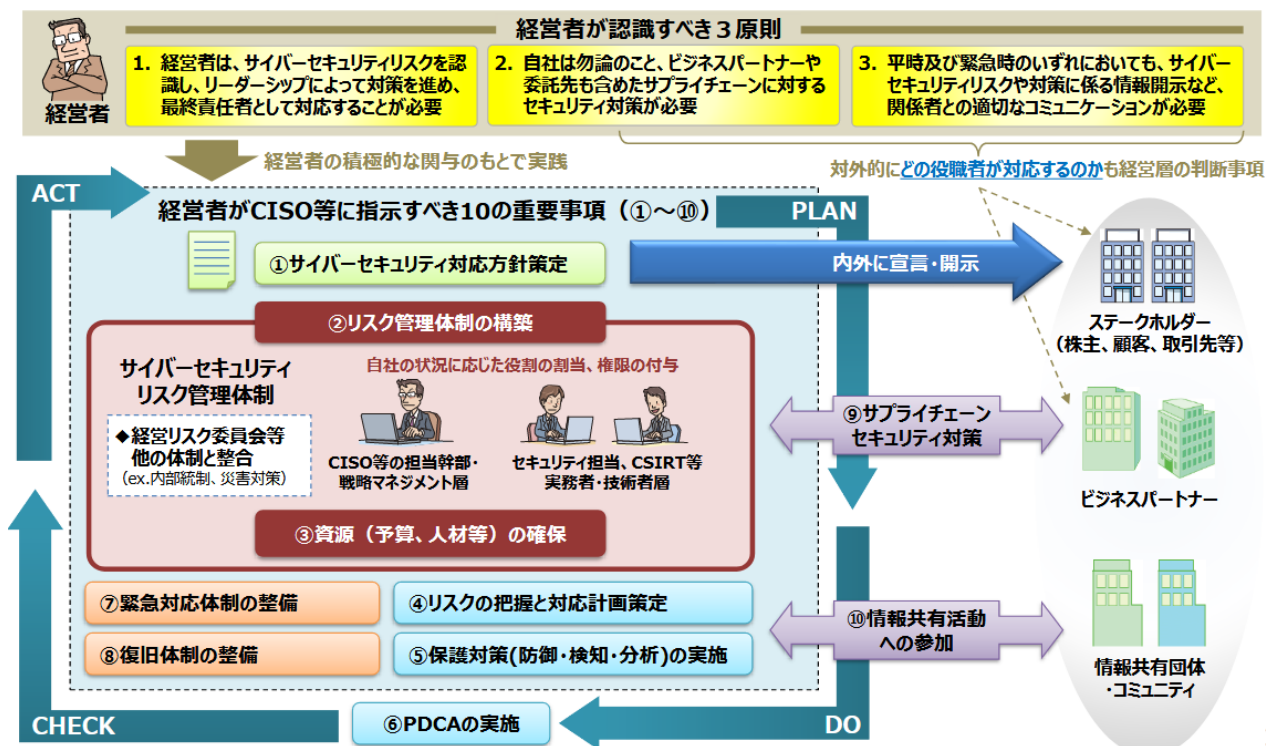 経営者が認識すべき3原則
経営者
1. 経営者は、サイバーセキュリティリスクを認
識し、リーダーシップによって対策を進め、
最終責任者として対応することが必要
2. 自社は勿論のこと、ビジネスパートナーや
委託先も含めたサプライチェーンに対する
セキュリティ対策が必要
3. 平時及び緊急時のいずれにおいても、サイバー
セキュリティリスクや対策に係る情報開示など、
関係者との適切なコミュニケーションが必要
経営者の積極的な関与のもとで実践
対外的にどの役職者が対応するのかも経営層の判断事項
ACT
経営者がCISO等に指示すべき10の重要事項（①～⑩）
PLAN
①サイバーセキュリティ対応方針策定
内外に宣言・開示
ステークホルダー
（株主、顧客、取引先等）
②リスク管理体制の構築
サイバーセキュリティ
リスク管理体制
自社の状況に応じた役割の割当、権限の付与
◆経営リスク委員会等
他の体制と整合
（ex.内部統制、災害対策）
CISO等の担当幹部・
戦略マネジメント層
セキュリティ担当、CSIRT等
実務者・技術者層
⑨サプライチェーン
セキュリティ対策
ビジネスパートナー
③資源（予算、人材等）の確保
⑦緊急対応体制の整備
④リスクの把握と対応計画策定
⑧復旧体制の整備
⑤保護対策(防御・検知・分析)の実施
⑩情報共有活動
への参加
情報共有団体
・コミュニティ
CHECK
⑥PDCAの実施
DO